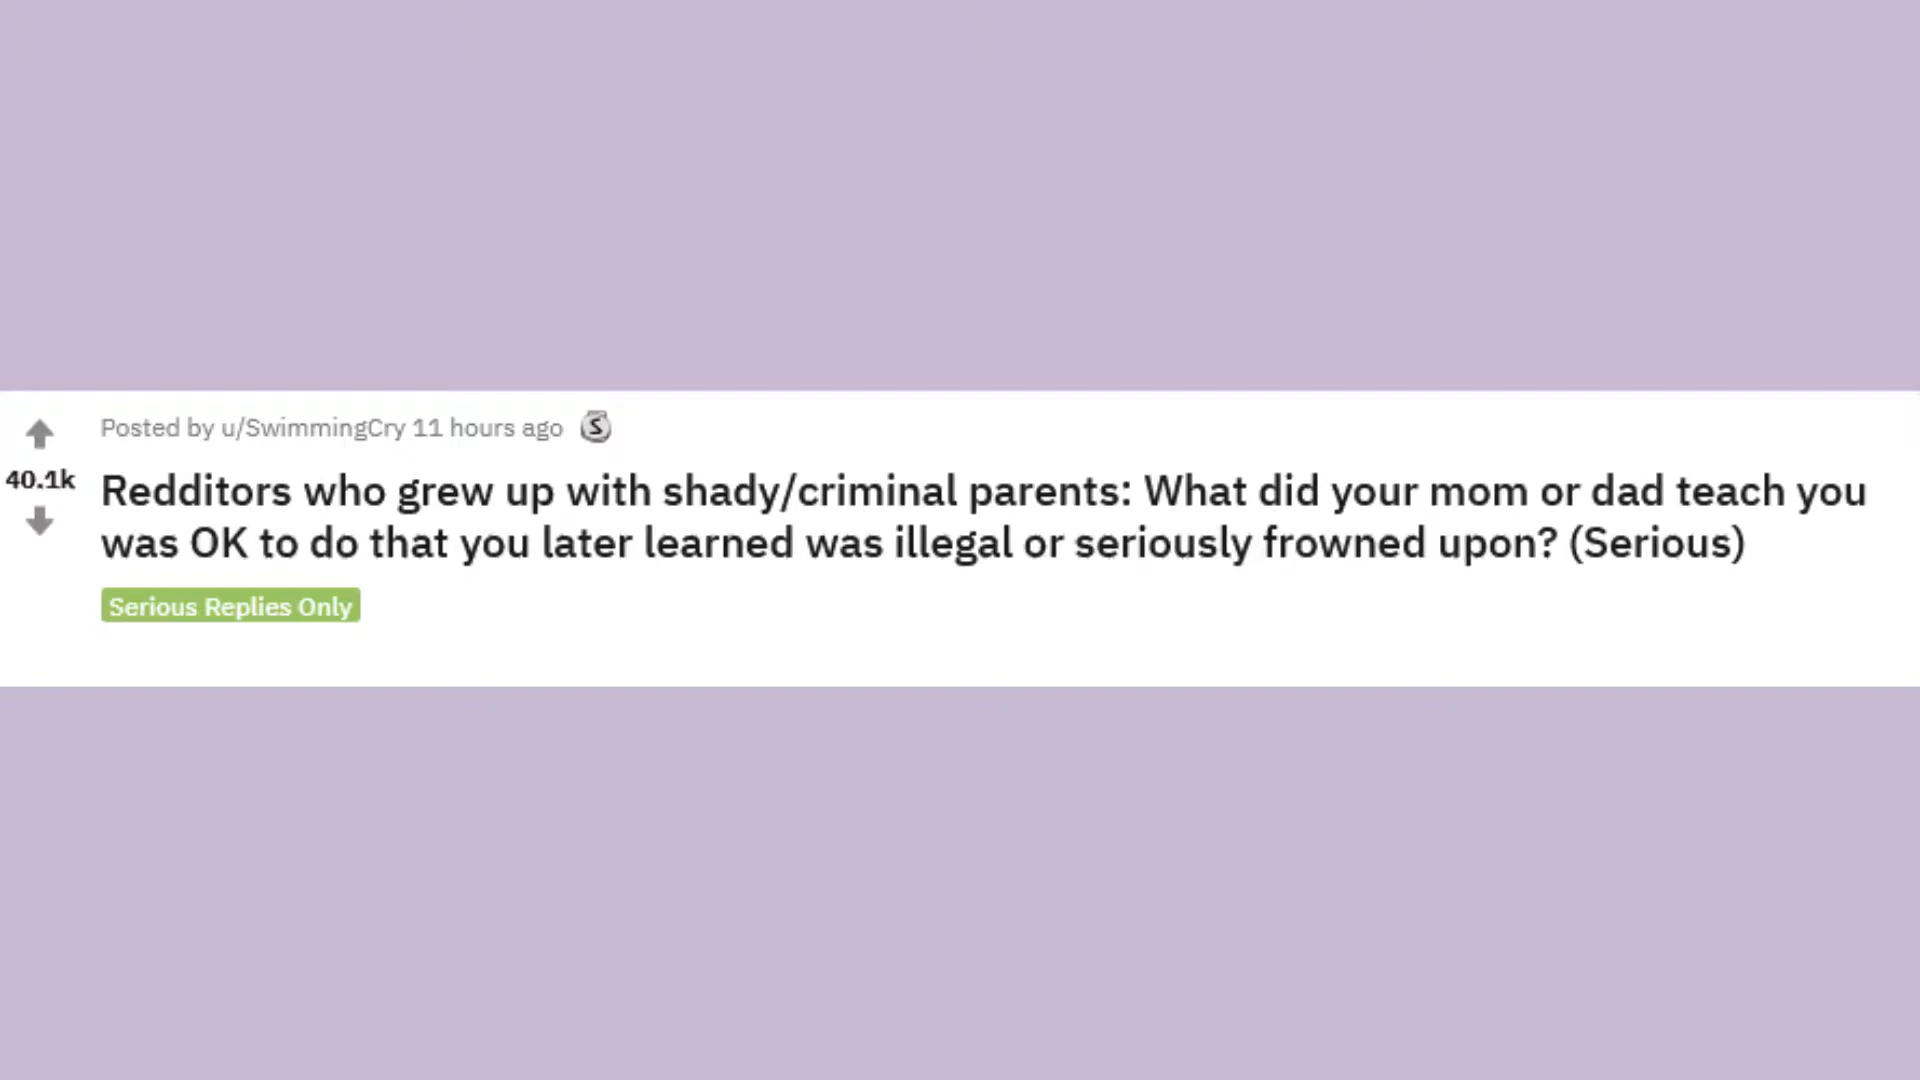 Posted by u/SwimmingCry 11 hours ago S
40.1k
Redditors who grew up with shady/criminal parents: What did your mom or dad teach you
was OK to do that you later learned was illegal or seriously frowned upon? (Serious)
Serious Replies Only